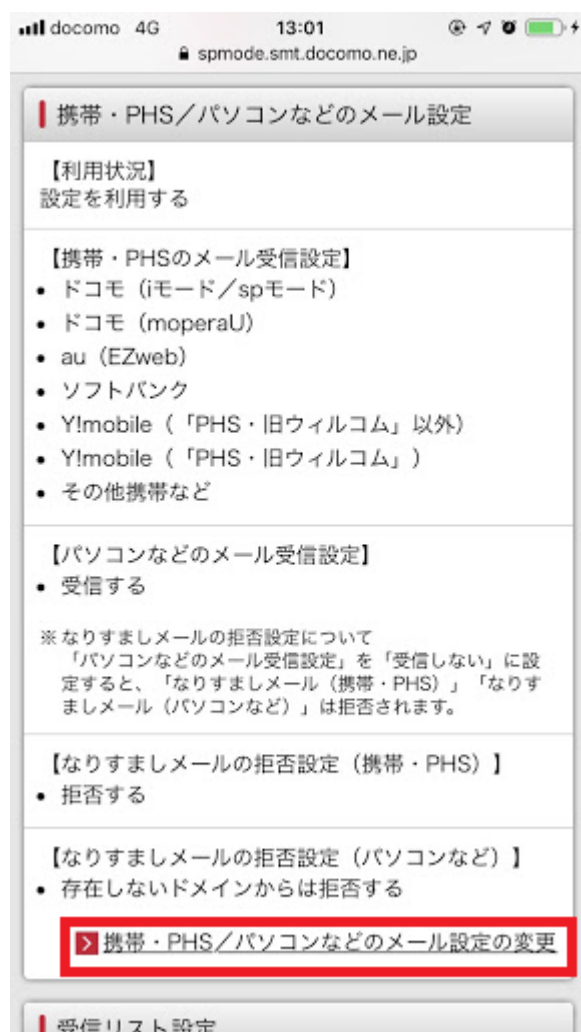 docomo 4G 13:01
spmode.smt.docomo.ne.jp
携帯・PHS／パソコンなどのメール設定
【利用状況】
設定を利用する
【携帯・PHSのメール受信設定】
• ドコモ（iモード／spモード）
• ドコモ（moperaU）
• au（EZweb）
• ソフトバンク
• Y!mobile（「PHS・旧ウィルコム」以外）
• Y!mobile（「PHS・旧ウィルコム」）
• その他携帯など
【パソコンなどのメール受信設定】
• 受信する
※なりすましメールの拒否設定について
「パソコンなどのメール受信設定」を「受信しない」に設
定すると、「なりすましメール（携帯・PHS）」「なりす
ましメール（パソコンなど）」は拒否されます。
【なりすましメールの拒否設定（携帯・PHS）】
• 拒否する
【なりすましメールの拒否設定（パソコンなど）】
• 存在しないドメインからは拒否する
携帯・PHS／パソコンなどのメール設定の変更
受信リスト設定